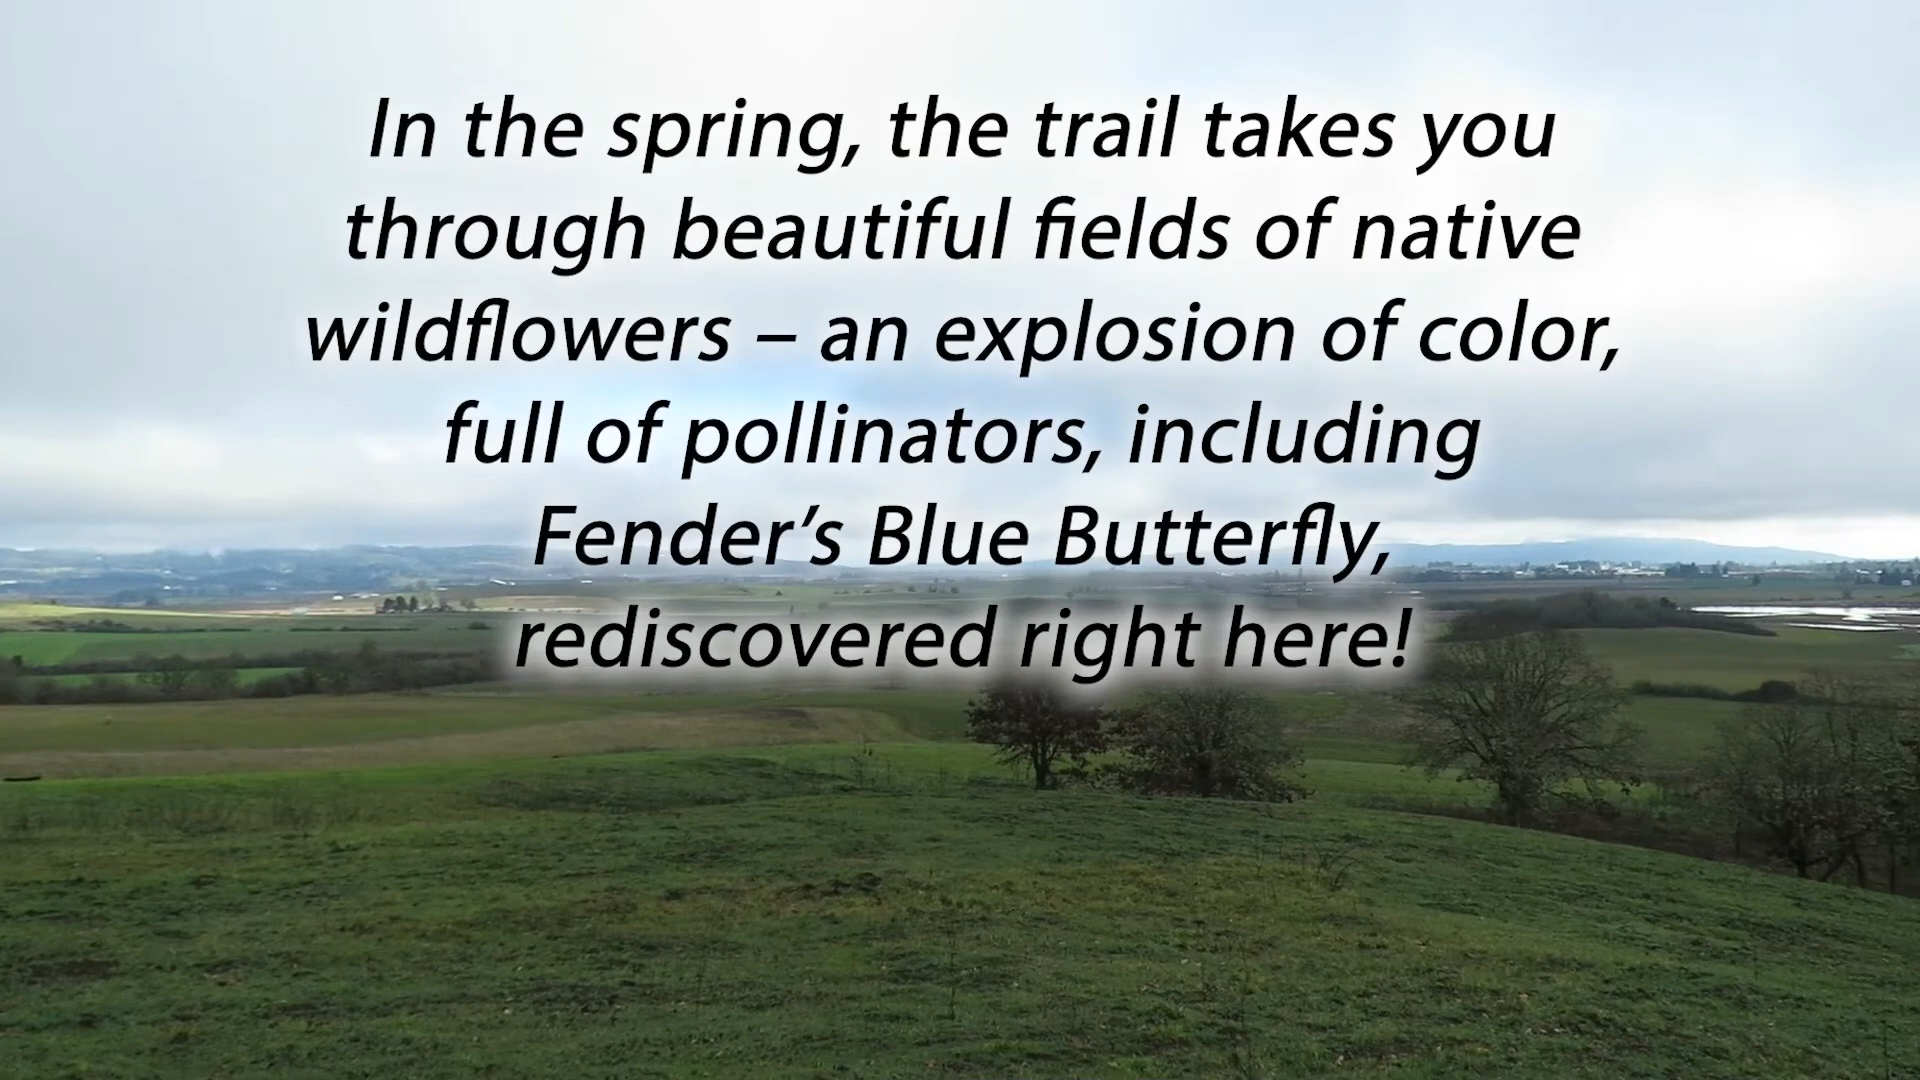 In the spring, the trail takes you
through beautiful fields of native
wildflowers – an explosion of color,
full of pollinators, including
Fender’s Blue Butterfly,
rediscovered right here!